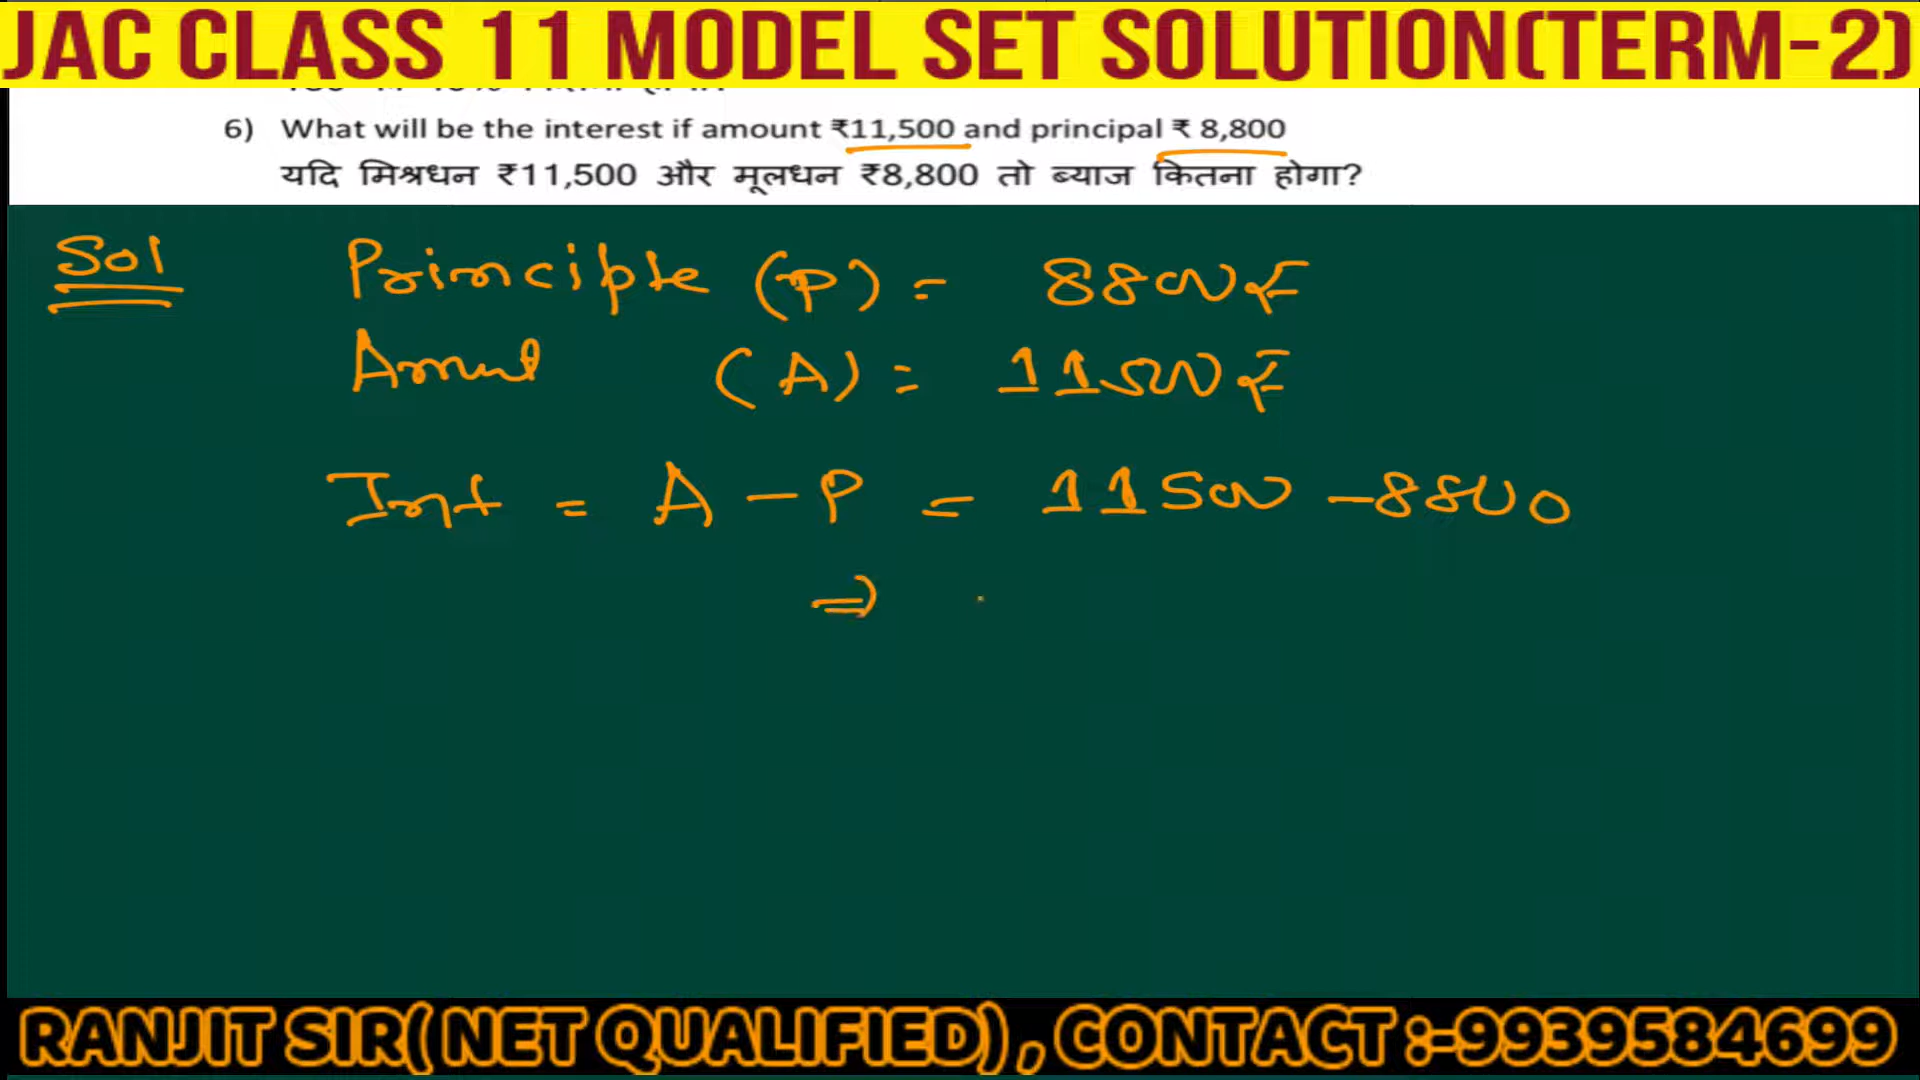 JAC CLASS 11 MODEL SET SOLUTION(TERM-2)
6) What will be the interest if amount ₹11,500 and principal ₹ 8,800
यदि मिश्रधन ₹11,500 और मूलधन ₹8,800 तो ब्याज कितना होगा?
Sol Principle (P) = 8800₹
(A) = 11500₹
Int = A - P = 11500 - 8800
⇒
RANJIT SIR( NET QUALIFIED) , CONTACT :-9939584699